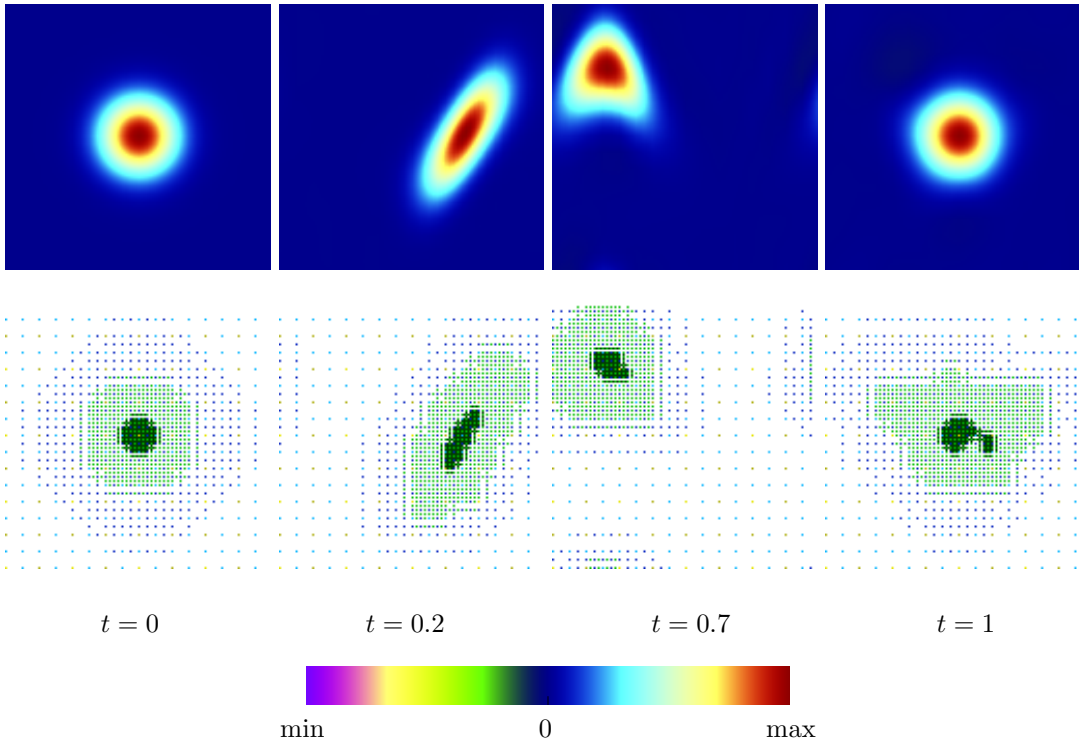 t = 0 t = 0.2 t = 0.7 t = 1
min 0 max